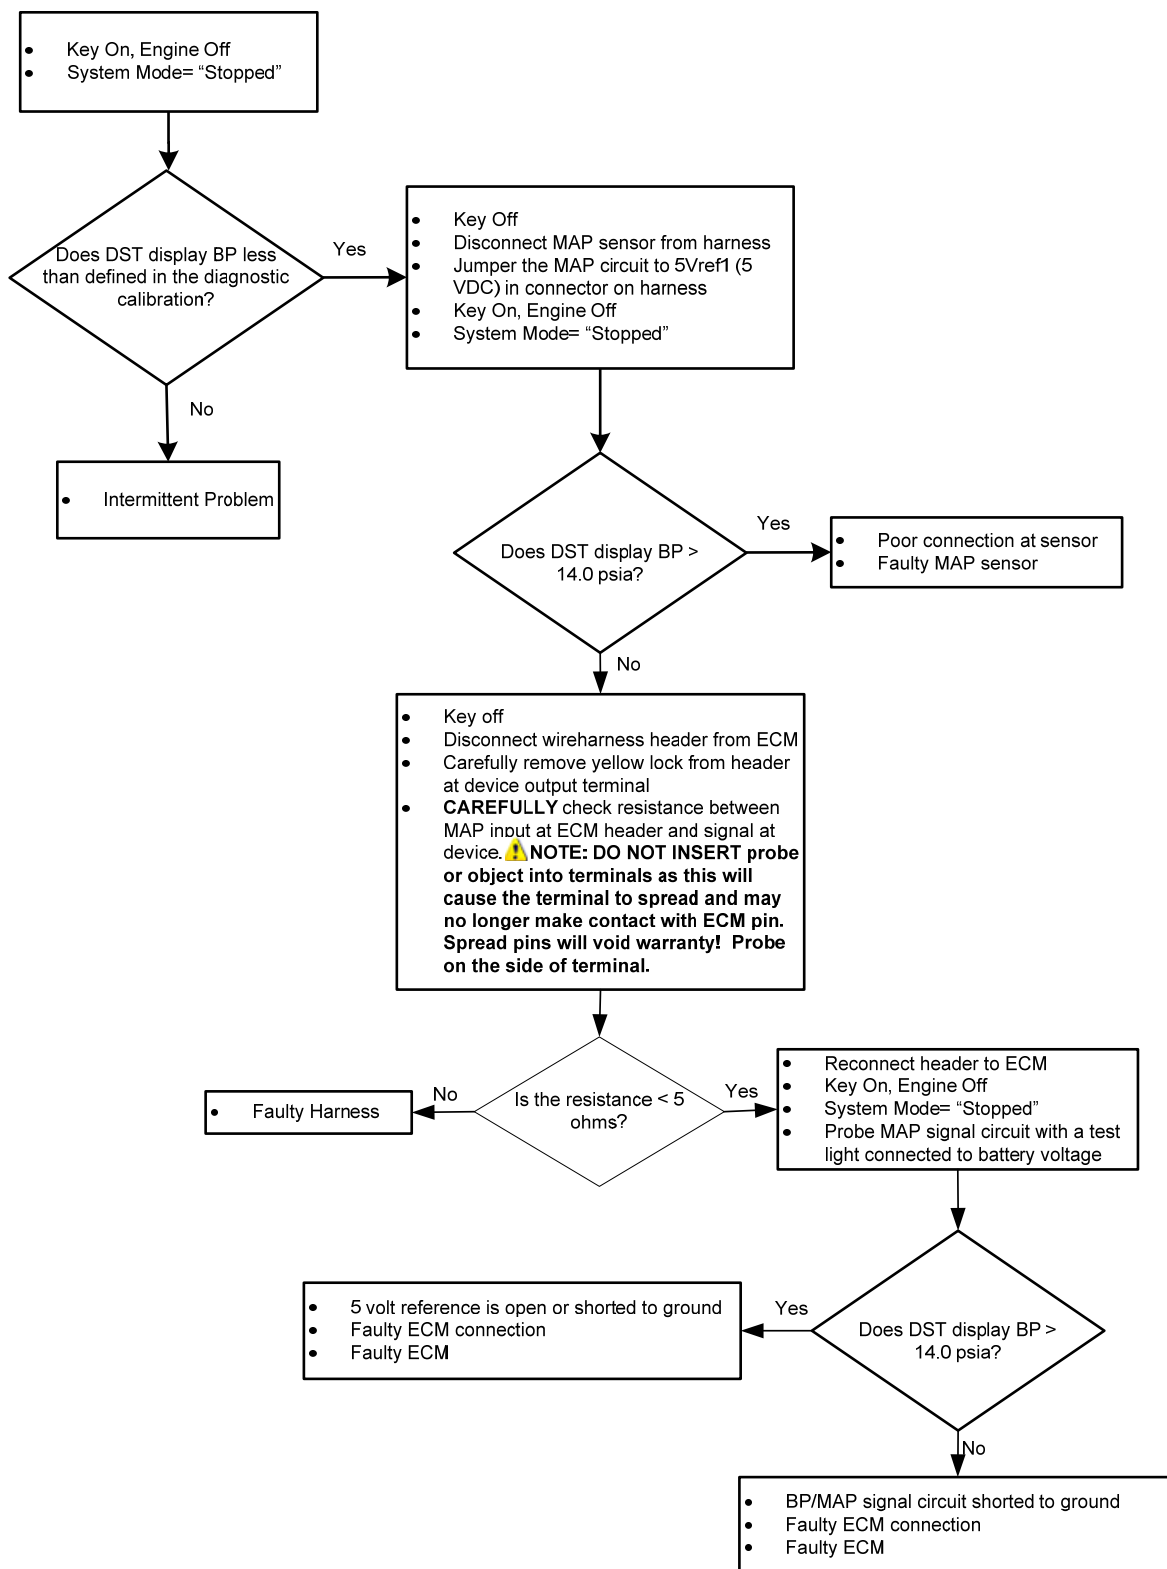 • Key On, Engine Off
• System Mode= “Stopped”
Does DST display BP less
than defined in the diagnostic
calibration?
Yes
• Key Off
• Disconnect MAP sensor from harness
• Jumper the MAP circuit to 5Vref1 (5
VDC) in connector on harness
• Key On, Engine Off
• System Mode= “Stopped”
No
• Intermittent Problem
Does DST display BP >
14.0 psia?
Yes
• Poor connection at sensor
• Faulty MAP sensor
No
• Key off
• Disconnect wireharness header from ECM
• Carefully remove yellow lock from header
at device output terminal
• CAREFULLY check resistance between
MAP input at ECM header and signal at
device. NOTE: DO NOT INSERT probe
or object into terminals as this will
cause the terminal to spread and may
no longer make contact with ECM pin.
Spread pins will void warranty! Probe
on the side of terminal.
Is the resistance < 5
ohms?
No
• Faulty Harness
Yes
• Reconnect header to ECM
• Key On, Engine Off
• System Mode= “Stopped”
• Probe MAP signal circuit with a test
light connected to battery voltage
Does DST display BP >
14.0 psia?
Yes
• 5 volt reference is open or shorted to ground
• Faulty ECM connection
• Faulty ECM
No
• BP/MAP signal circuit shorted to ground
• Faulty ECM connection
• Faulty ECM